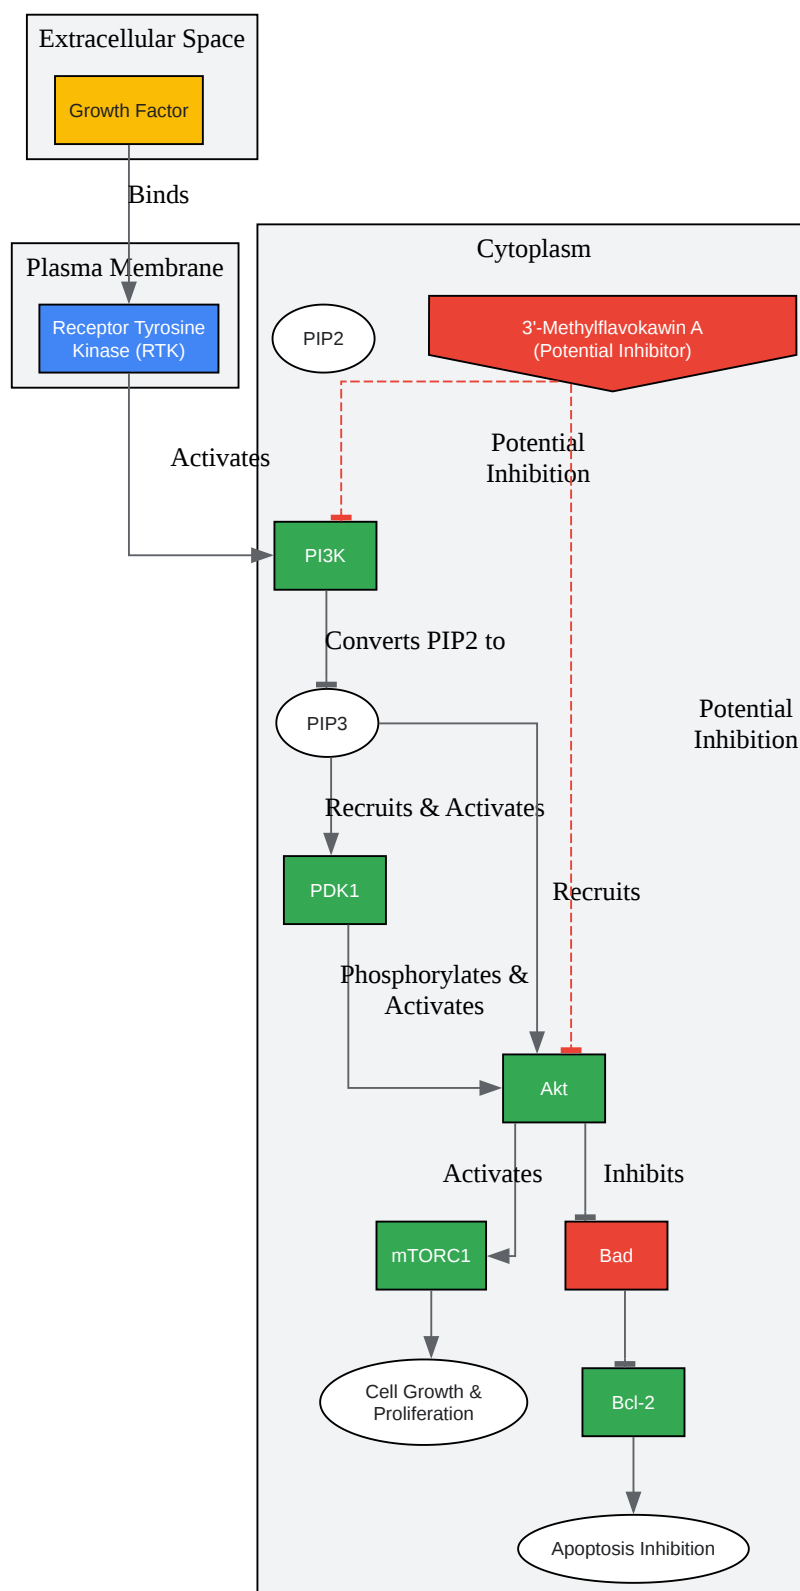 Extracellular Space
Growth Factor
Binds
Plasma Membrane
Receptor Tyrosine
Kinase (RTK)
Cytoplasm
PIP2
3'-Methylflavokawin A
(Potential Inhibitor)
Activates
Potential
Inhibition
PI3K
Converts PIP2 to
Potential
Inhibition
PIP3
Recruits & Activates
PDK1
Recruits
Phosphorylates &
Activates
Akt
Activates
Inhibits
mTORC1
Bad
Cell Growth &
Proliferation
Bcl-2
Apoptosis Inhibition